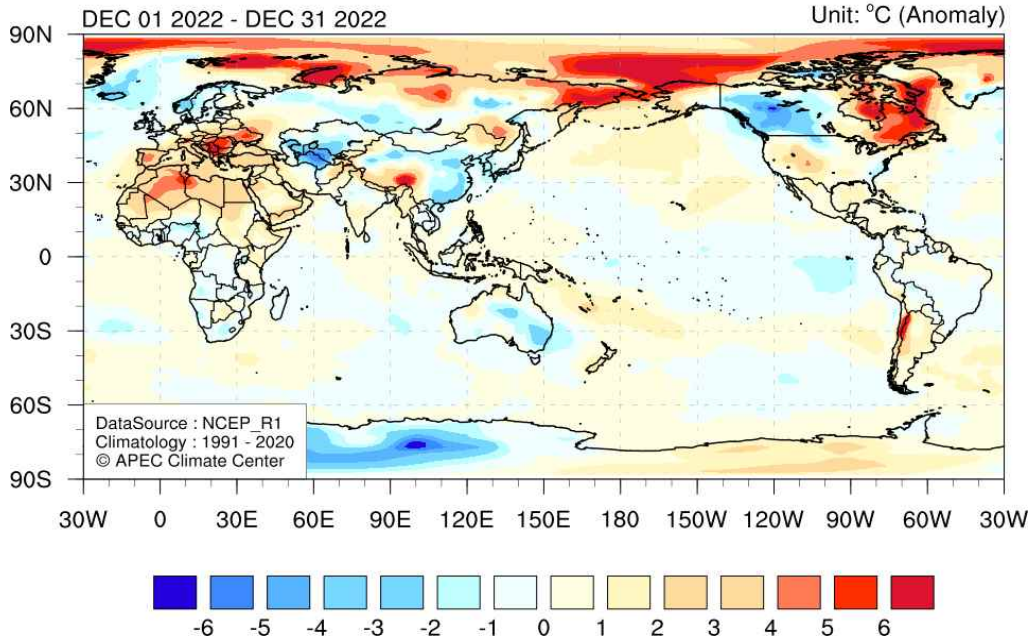 DEC 01 2022 - DEC 31 2022
Unit: °C (Anomaly)
90N
60N
30N
0
30S
60S
90S
DataSource : NCEP_R1
Climatology : 1991 - 2020
© APEC Climate Center
30W 0 30E 60E 90E 120E 150E 180 150W 120W 90W 60W 30W
-6 -5 -4 -3 -2 -1 0 1 2 3 4 5 6